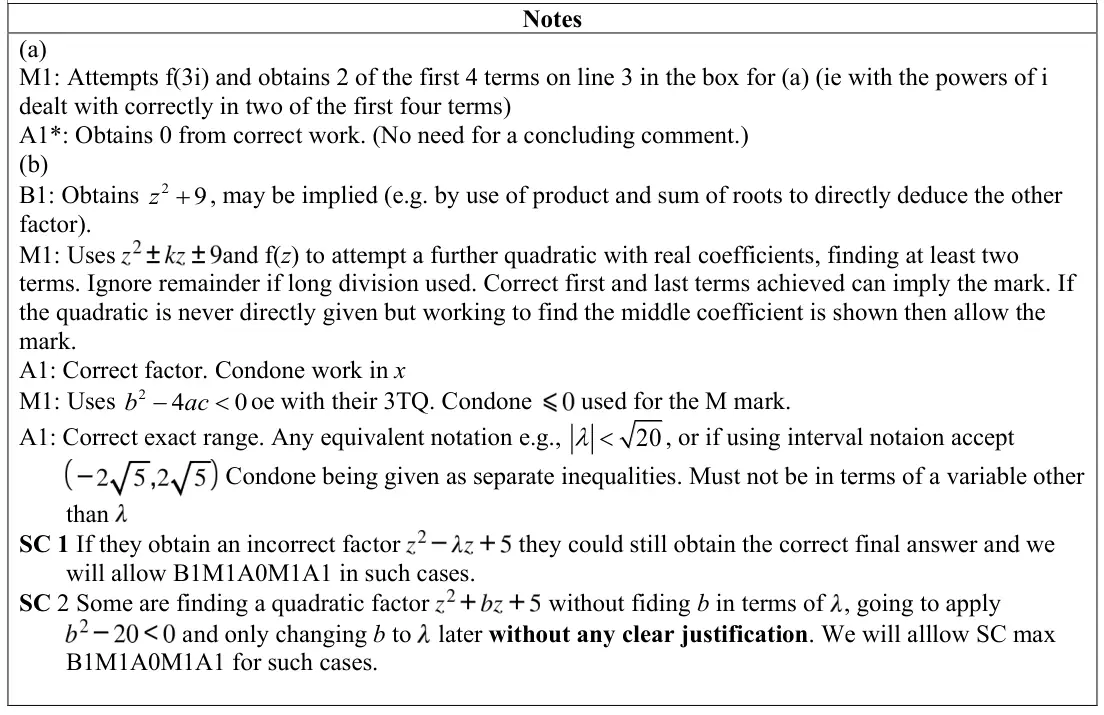 Notes
(a)
M1: Attempts f(3i) and obtains 2 of the first 4 terms on line 3 in the box for (a) (ie with the powers of i
dealt with correctly in two of the first four terms)
A1*: Obtains 0 from correct work. (No need for a concluding comment.)
(b)
B1: Obtains z² + 9, may be implied (e.g. by use of product and sum of roots to directly deduce the other
factor).
M1: Uses z² ± kz ± 9and f(z) to attempt a further quadratic with real coefficients, finding at least two
terms. Ignore remainder if long division used. Correct first and last terms achieved can imply the mark. If
the quadratic is never directly given but working to find the middle coefficient is shown then allow the
mark.
A1: Correct factor. Condone work in x
M1: Uses b² − 4ac < 0 oe with their 3TQ. Condone ⩽0 used for the M mark.
A1: Correct exact range. Any equivalent notation e.g., |λ| < √20, or if using interval notaion accept
(−2√5,2√5) Condone being given as separate inequalities. Must not be in terms of a variable other
than λ
SC 1 If they obtain an incorrect factor z² − λz + 5 they could still obtain the correct final answer and we
will allow B1M1A0M1A1 in such cases.
SC 2 Some are finding a quadratic factor z² + bz + 5 without fiding b in terms of λ, going to apply
b² − 20 < 0 and only changing b to λ later without any clear justification. We will alllow SC max
B1M1A0M1A1 for such cases.